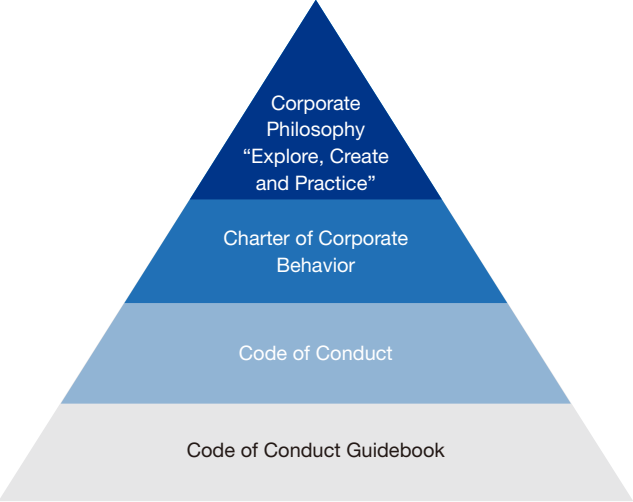 Corporate
Philosophy
“Explore, Create
and Practice”
Charter of Corporate
Behavior
Code of Conduct
Code of Conduct Guidebook